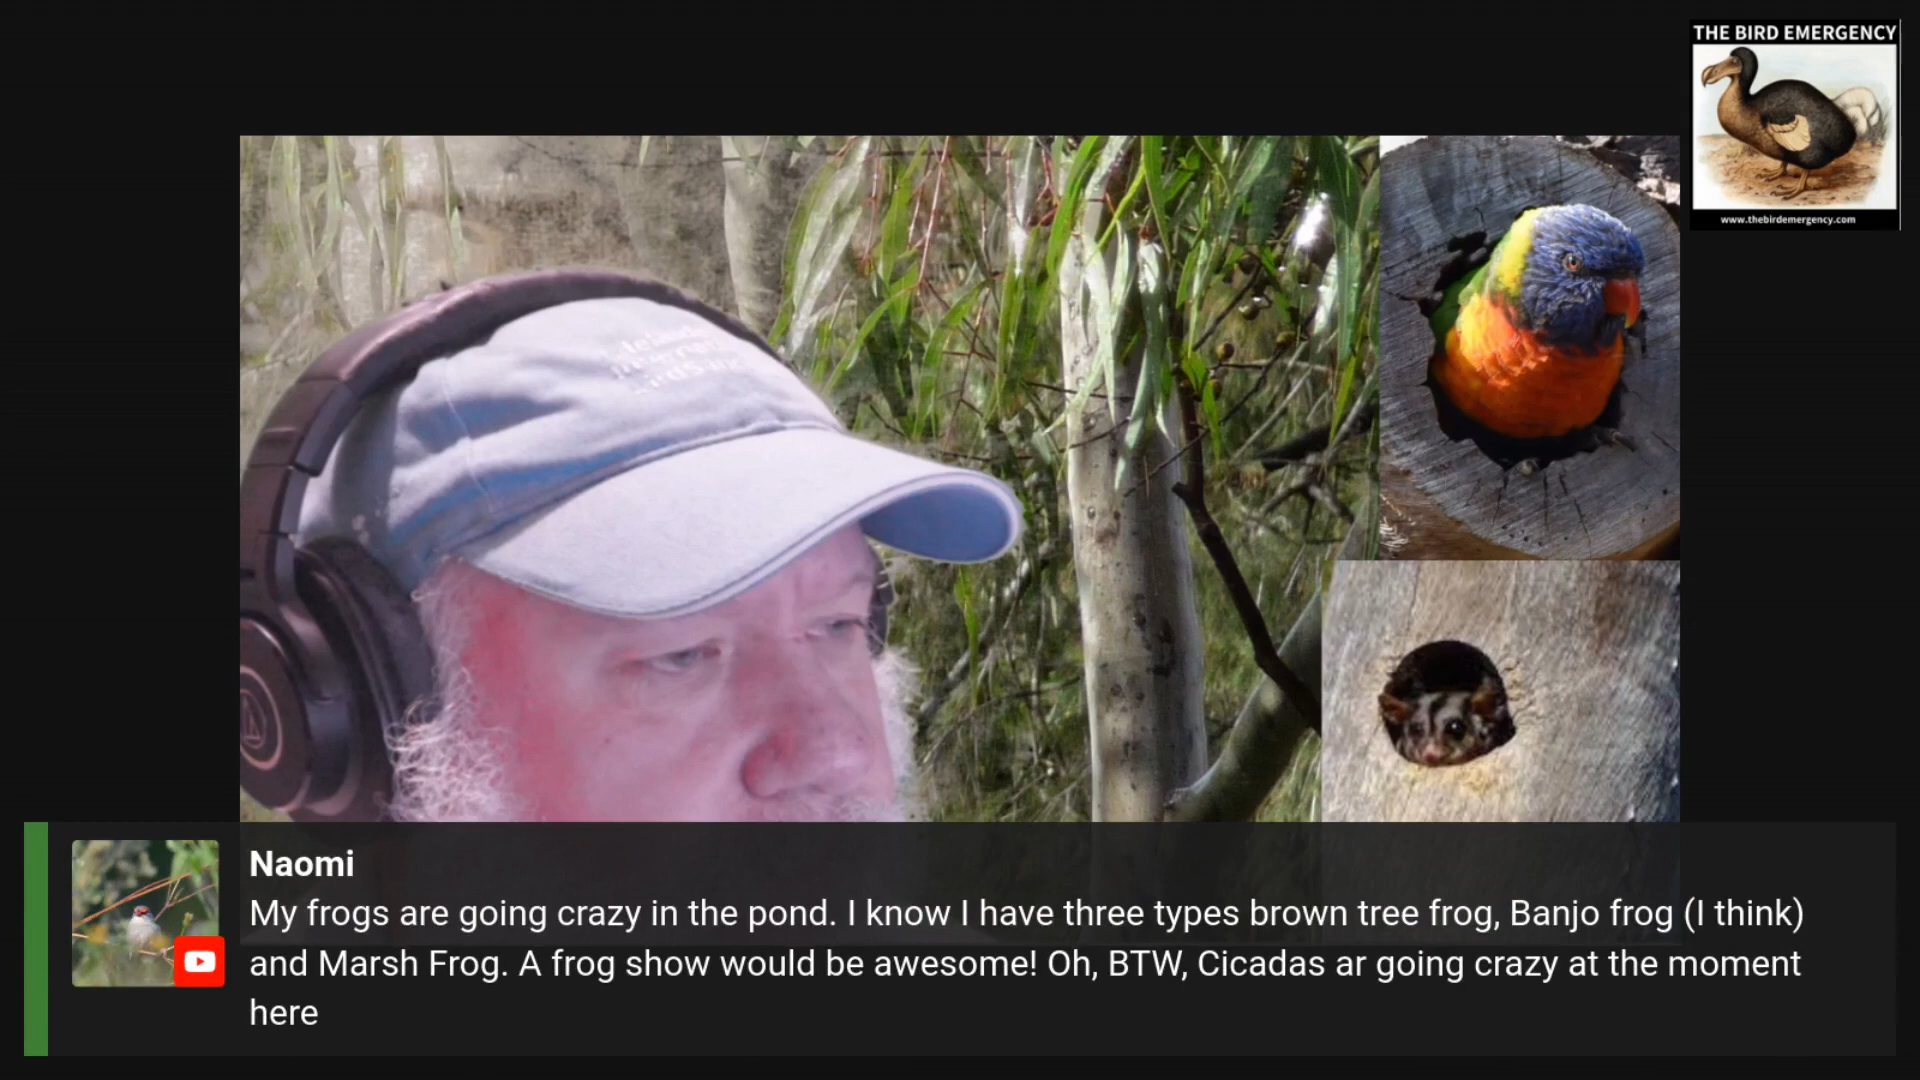 THE BIRD EMERGENCY
www.thebirdemergency.com
Naomi
My frogs are going crazy in the pond. I know I have three types brown tree frog, Banjo frog (I think)
and Marsh Frog. A frog show would be awesome! Oh, BTW, Cicadas ar going crazy at the moment
here